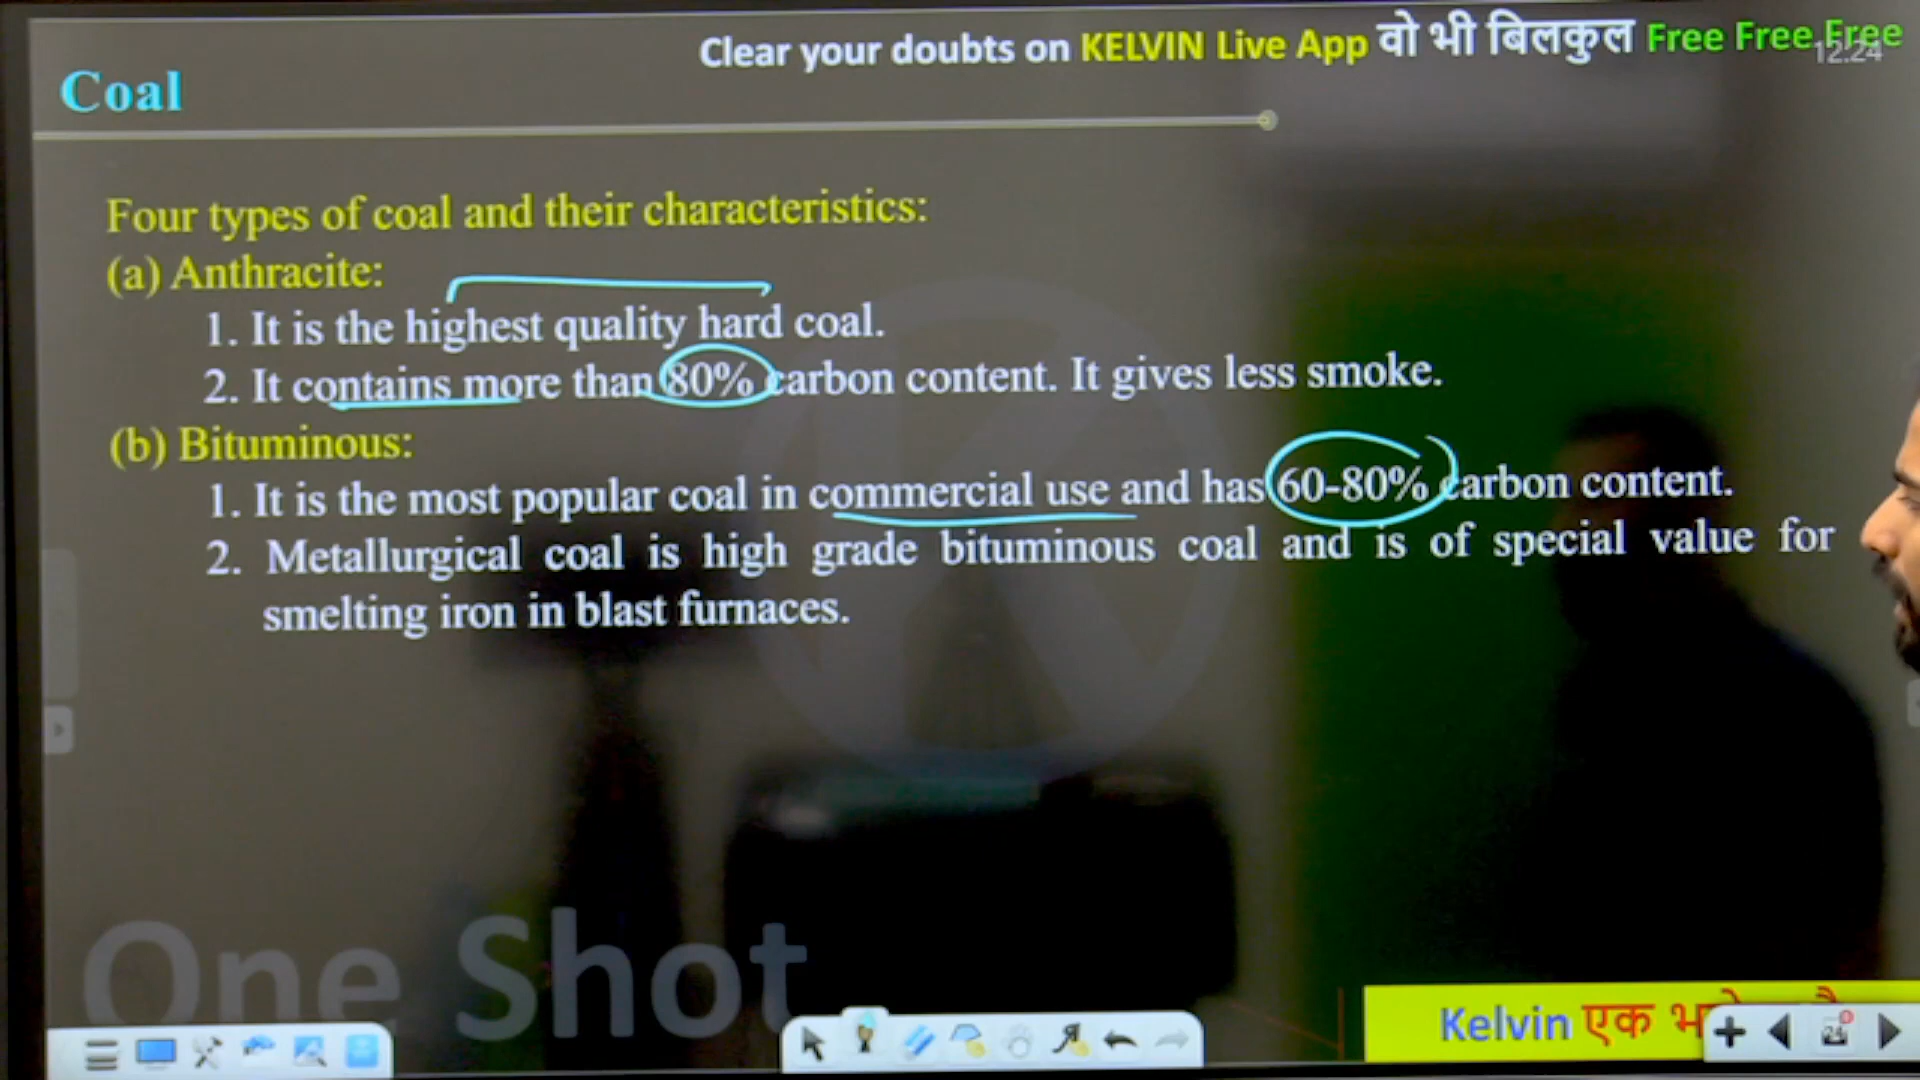 Clear your doubts on KELVIN Live App वो भी बिलकुल Free Free Free
12:24
Coal
Four types of coal and their characteristics:
(a) Anthracite:
1. It is the highest quality hard coal.
2. It contains more than 80% carbon content. It gives less smoke.
(b) Bituminous:
1. It is the most popular coal in commercial use and has 60-80% carbon content.
2. Metallurgical coal is high grade bituminous coal and is of special value for
smelting iron in blast furnaces.
One Shot
Kelvin एक
24